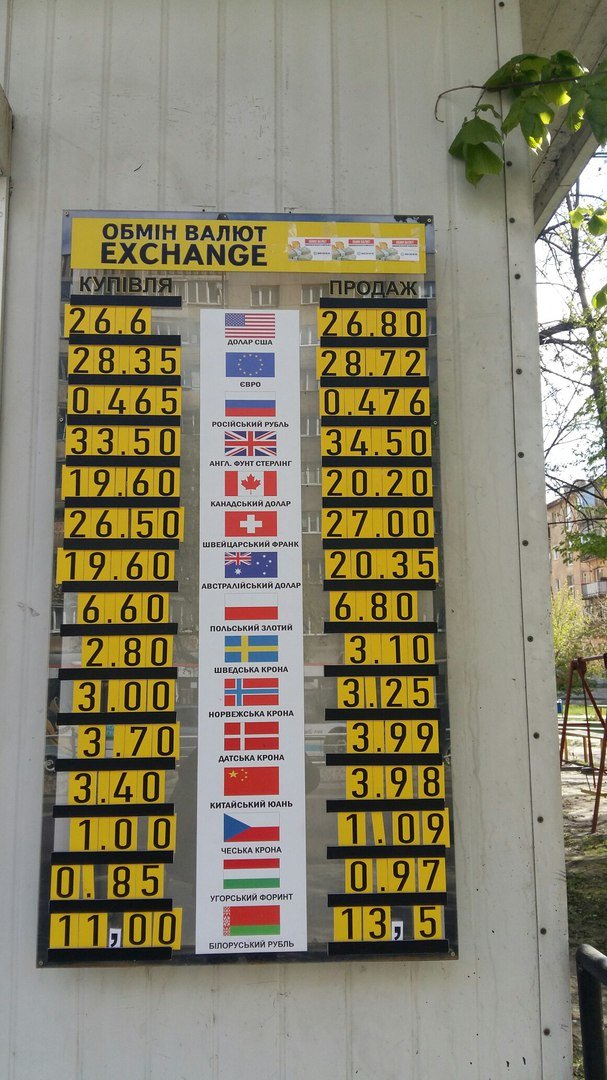 ОБМІН ВАЛЮТ
EXCHANGE
КУПІВЛЯ ПРОДАЖ
26.6 ДОЛАР США 26.80
28.35 ЄВРО 28.72
0.465 РОСІЙСЬКИЙ РУБЛЬ 0.476
33.50 АНГЛ. ФУНТ СТЕРЛІНГ 34.50
19.60 КАНАДСЬКИЙ ДОЛАР 20.20
26.50 ШВЕЙЦАРСЬКИЙ ФРАНК 27.00
19.60 АВСТРАЛІЙСЬКИЙ ДОЛАР 20.35
6.60 ПОЛЬСЬКИЙ ЗЛОТИЙ 6.80
2.80 ШВЕДСЬКА КРОНА 3.10
3.00 НОРВЕЖСЬКА КРОНА 3.25
3.70 ДАТСЬКА КРОНА 3.99
3.40 КИТАЙСЬКИЙ ЮАНЬ 3.98
1.00 ЧЕСЬКА КРОНА 1.09
0.85 УГОРСЬКИЙ ФОРИНТ 0.97
11,00 БІЛОРУСЬКИЙ РУБЛЬ 13,5